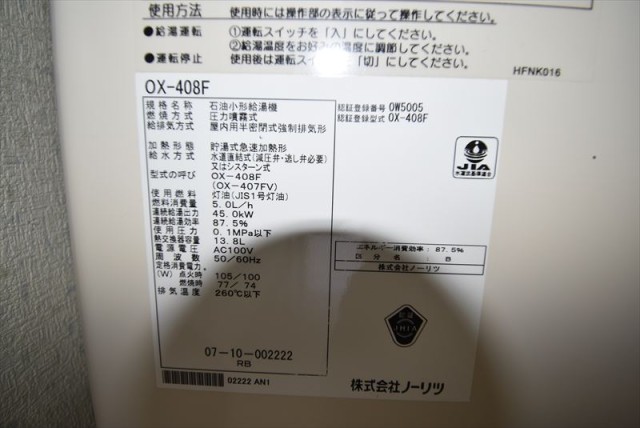 使用方法 使用時には操作部の表示に従って操作してください。
●給湯運転 ①運転スイッチを「入」にしてください。
②給湯温度をお好みの温度に調節してください。
●運転停止 使用後は運転スイッチを「切」にしてください。
HFNK016
OX-408F
規格名称 石油小形給湯機
燃焼方式 圧力噴霧式
給排気方式 屋内用半密閉式強制排気形
加熱形態 貯湯式急速加熱形
給水方式 水道直結式(減圧弁・逃し弁必要)
又はシスターン式
型式の呼び OX-408F
(OX-407FV)
使用燃料 灯油(JIS1号灯油)
燃料消費量 5.0L/h
連続給湯出力 45.0kW
連続給湯効率 87.5%
使用圧力 0.1MPa以下
熱交換器容量 13.8L
電源電圧 AC100V
周波数 50/60Hz
定格消費電力
(W) 点火時 105/100
燃焼時 77/ 74
排気温度 260℃以下
07-10-002222
RB
02222 AN1
認証登録番号 OW5005
認証登録型式 OX-408F
JIA
エネルギー消費効率: 87.5%
区分名: B
株式会社ノーリツ
JHIA
株式会社ノーリツ